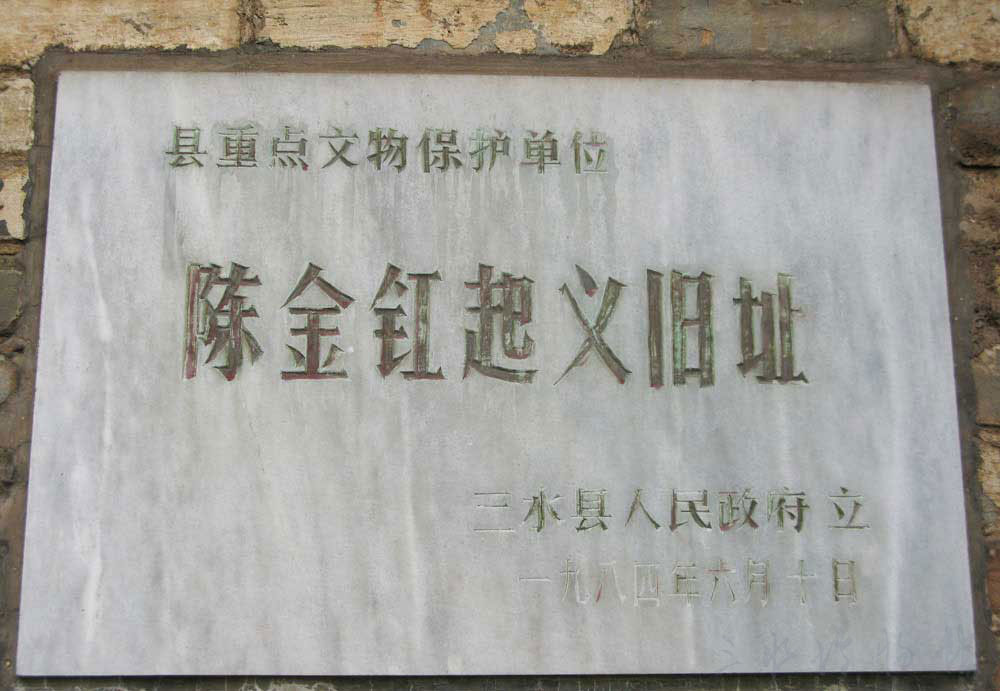 县重点文物保护单位
陈金釭起义旧址
三水县人民政府 立
一九八四年六月十日